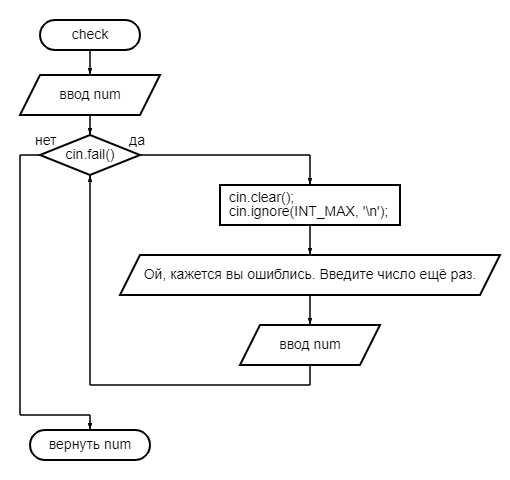 check
ввод num
нет
да
cin.fail()
cin.clear();
cin.ignore(INT_MAX, '\n');
Ой, кажется вы ошиблись. Введите число ещё раз.
ввод num
вернуть num